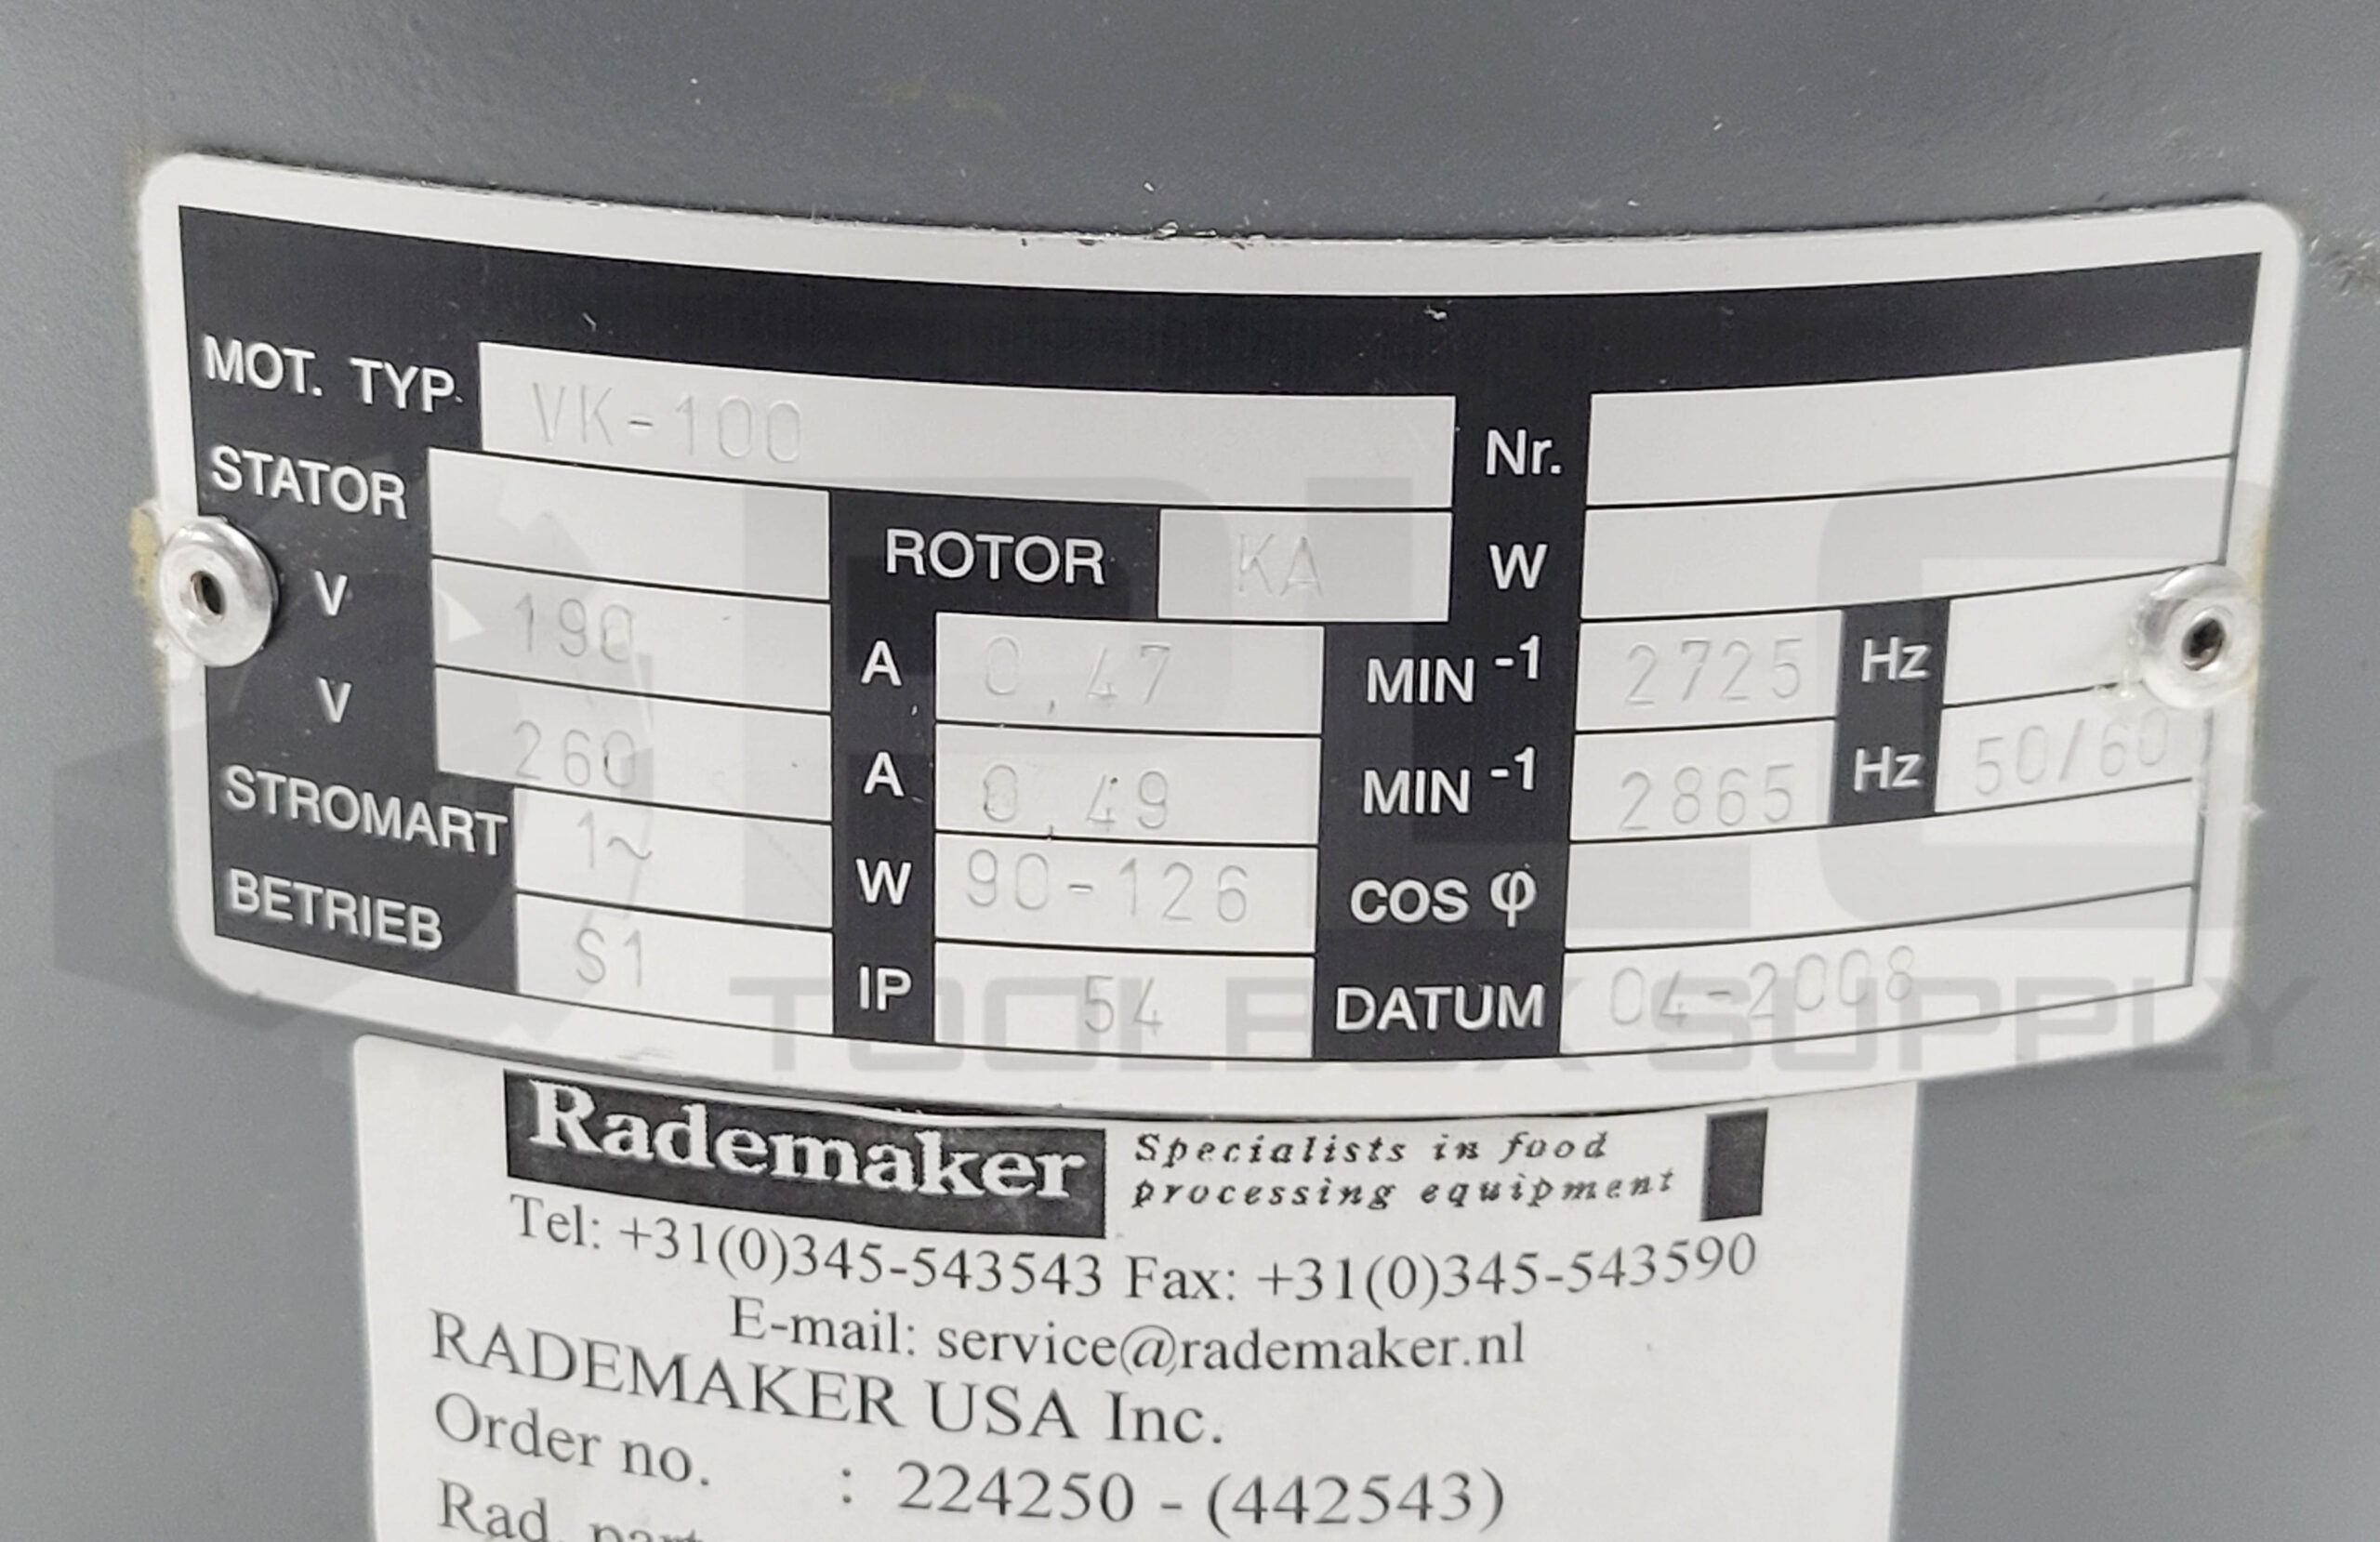 MOT. TYP. VK-100 Nr.
STATOR ROTOR KA W
V 190 A 0,47 MIN -1 2725 Hz
V 260 A 0,49 MIN -1 2865 Hz 50/60
STROMART 1~ W 90-126 COS φ
BETRIEB S1 IP 54 DATUM 04-2008
TOOLBOX SUPPLY
Rademaker Specialists in food
processing equipment
Tel: +31(0)345-543543 Fax: +31(0)345-543590
E-mail: service@rademaker.nl
RADEMAKER USA Inc.
Order no. : 224250 - (442543)
Rad. part